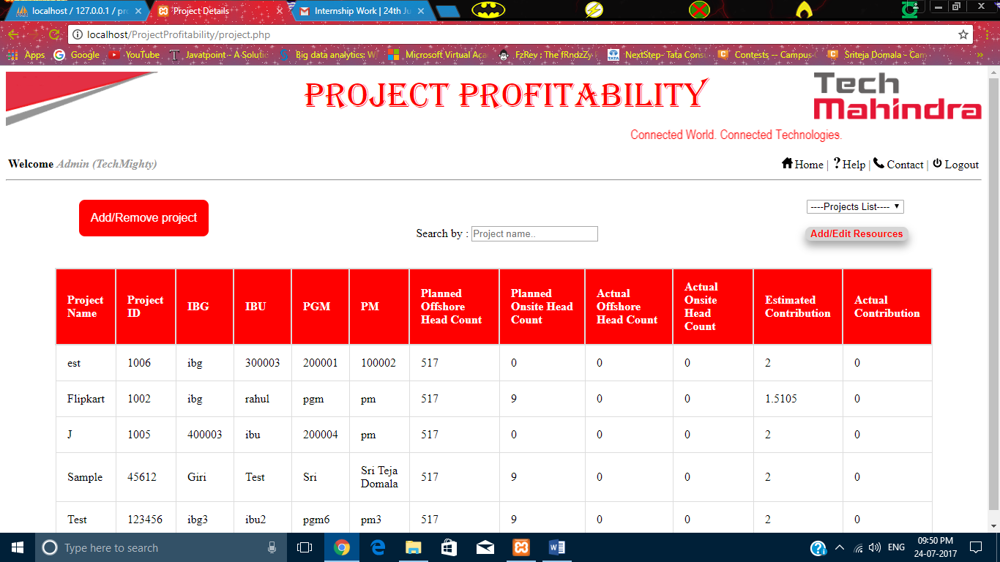 localhost / 127.0.0.1 / pro
Project Details
Internship Work | 24th Ju
localhost/ProjectProfitability/project.php
Apps Google YouTube Javatpoint - A Soluti Big data analytics: W Microsoft Virtual Aca FzRev ; The fRndzZy NextStep- Tata Cons Contests -- Campus Sriteja Domala - Cam »
PROJECT PROFITABILITY
Tech
Mahindra
Connected World. Connected Technologies.
Welcome Admin (TechMighty)
Home | ? Help | Contact | Logout
Add/Remove project
----Projects List----
Search by : Project name..
Add/Edit Resources
Project Name Project ID IBG IBU PGM PM Planned Offshore Head Count Planned Onsite Head Count Actual Offshore Head Count Actual Onsite Head Count Estimated Contribution Actual Contribution
est 1006 ibg 300003 200001 100002 517 0 0 0 2 0
Flipkart 1002 ibg rahul pgm pm 517 9 0 0 1.5105 0
J 1005 400003 ibu 200004 pm 517 0 0 0 2 0
Sample 45612 Giri Test Sri Sri Teja Domala 517 9 0 0 2 0
Test 123456 ibg3 ibu2 pgm6 pm3 517 9 0 0 2 0
Type here to search
ENG
09:50 PM
24-07-2017